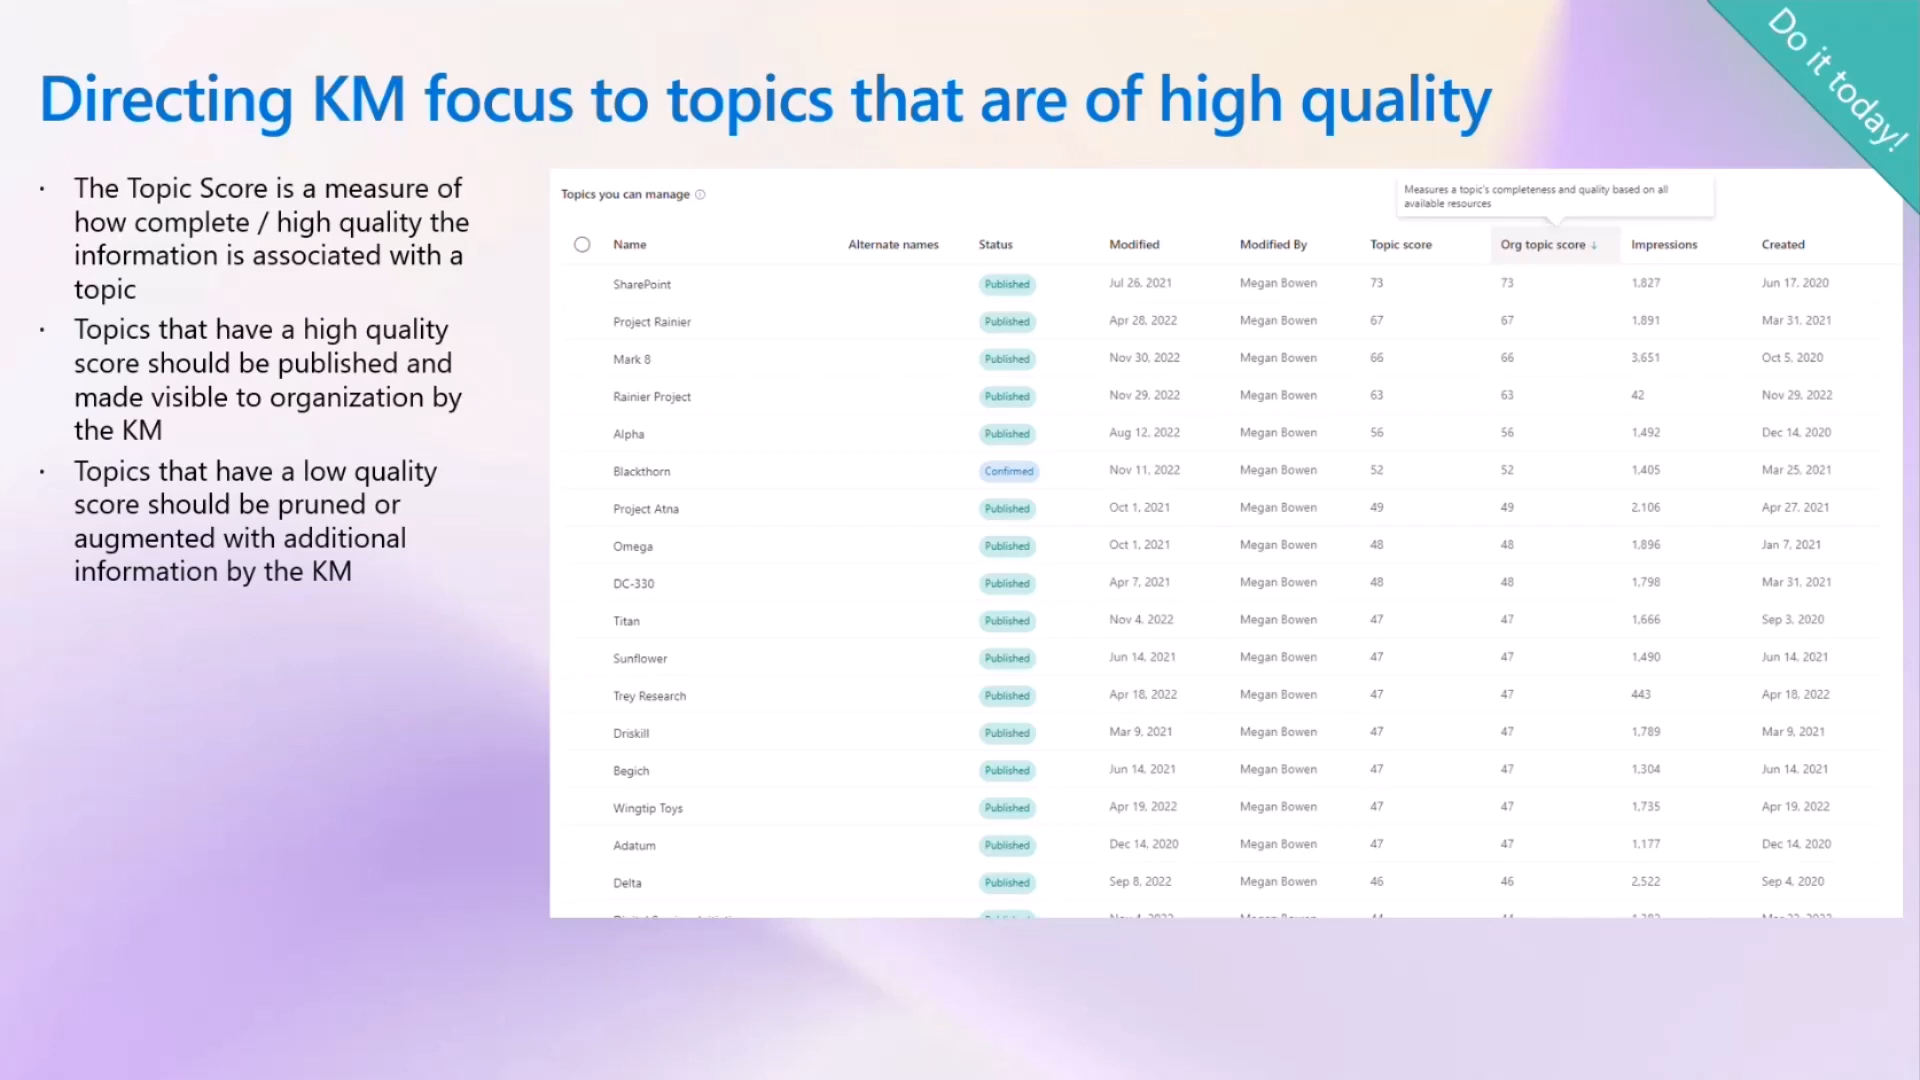 Do it today!
Directing KM focus to topics that are of high quality
· The Topic Score is a measure of
how complete / high quality the
information is associated with a
topic
· Topics that have a high quality
score should be published and
made visible to organization by
the KM
· Topics that have a low quality
score should be pruned or
augmented with additional
information by the KM
Topics you can manage
Measures a topic's completeness and quality based on all
available resources
Name Alternate names Status Modified Modified By Topic score Org topic score ↓ Impressions Created
SharePoint Published Jul 26, 2021 Megan Bowen 73 73 1,827 Jun 17, 2020
Project Rainier Published Apr 28, 2022 Megan Bowen 67 67 1,891 Mar 31, 2021
Mark 8 Published Nov 30, 2022 Megan Bowen 66 66 3,651 Oct 5, 2020
Rainier Project Published Nov 29, 2022 Megan Bowen 63 63 42 Nov 29, 2022
Alpha Published Aug 12, 2022 Megan Bowen 56 56 1,492 Dec 14, 2020
Blackthorn Confirmed Nov 11, 2022 Megan Bowen 52 52 1,405 Mar 25, 2021
Project Atna Published Oct 1, 2021 Megan Bowen 49 49 2,106 Apr 27, 2021
Omega Published Oct 1, 2021 Megan Bowen 48 48 1,896 Jan 7, 2021
DC-330 Published Apr 7, 2021 Megan Bowen 48 48 1,798 Mar 31, 2021
Titan Published Nov 4, 2022 Megan Bowen 47 47 1,666 Sep 3, 2020
Sunflower Published Jun 14, 2021 Megan Bowen 47 47 1,490 Jun 14, 2021
Trey Research Published Apr 18, 2022 Megan Bowen 47 47 443 Apr 18, 2022
Driskill Published Mar 9, 2021 Megan Bowen 47 47 1,789 Mar 9, 2021
Begich Published Jun 14, 2021 Megan Bowen 47 47 1,304 Jun 14, 2021
Wingtip Toys Published Apr 19, 2022 Megan Bowen 47 47 1,735 Apr 19, 2022
Adatum Published Dec 14, 2020 Megan Bowen 47 47 1,177 Dec 14, 2020
Delta Published Sep 8, 2022 Megan Bowen 46 46 2,522 Sep 4, 2020